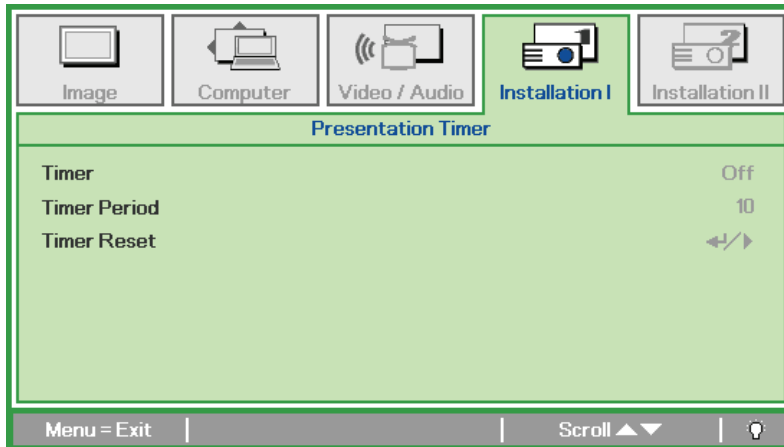 Image Computer Video / Audio Installation I Installation II
Presentation Timer
Timer Off
Timer Period 10
Timer Reset
Menu = Exit Scroll